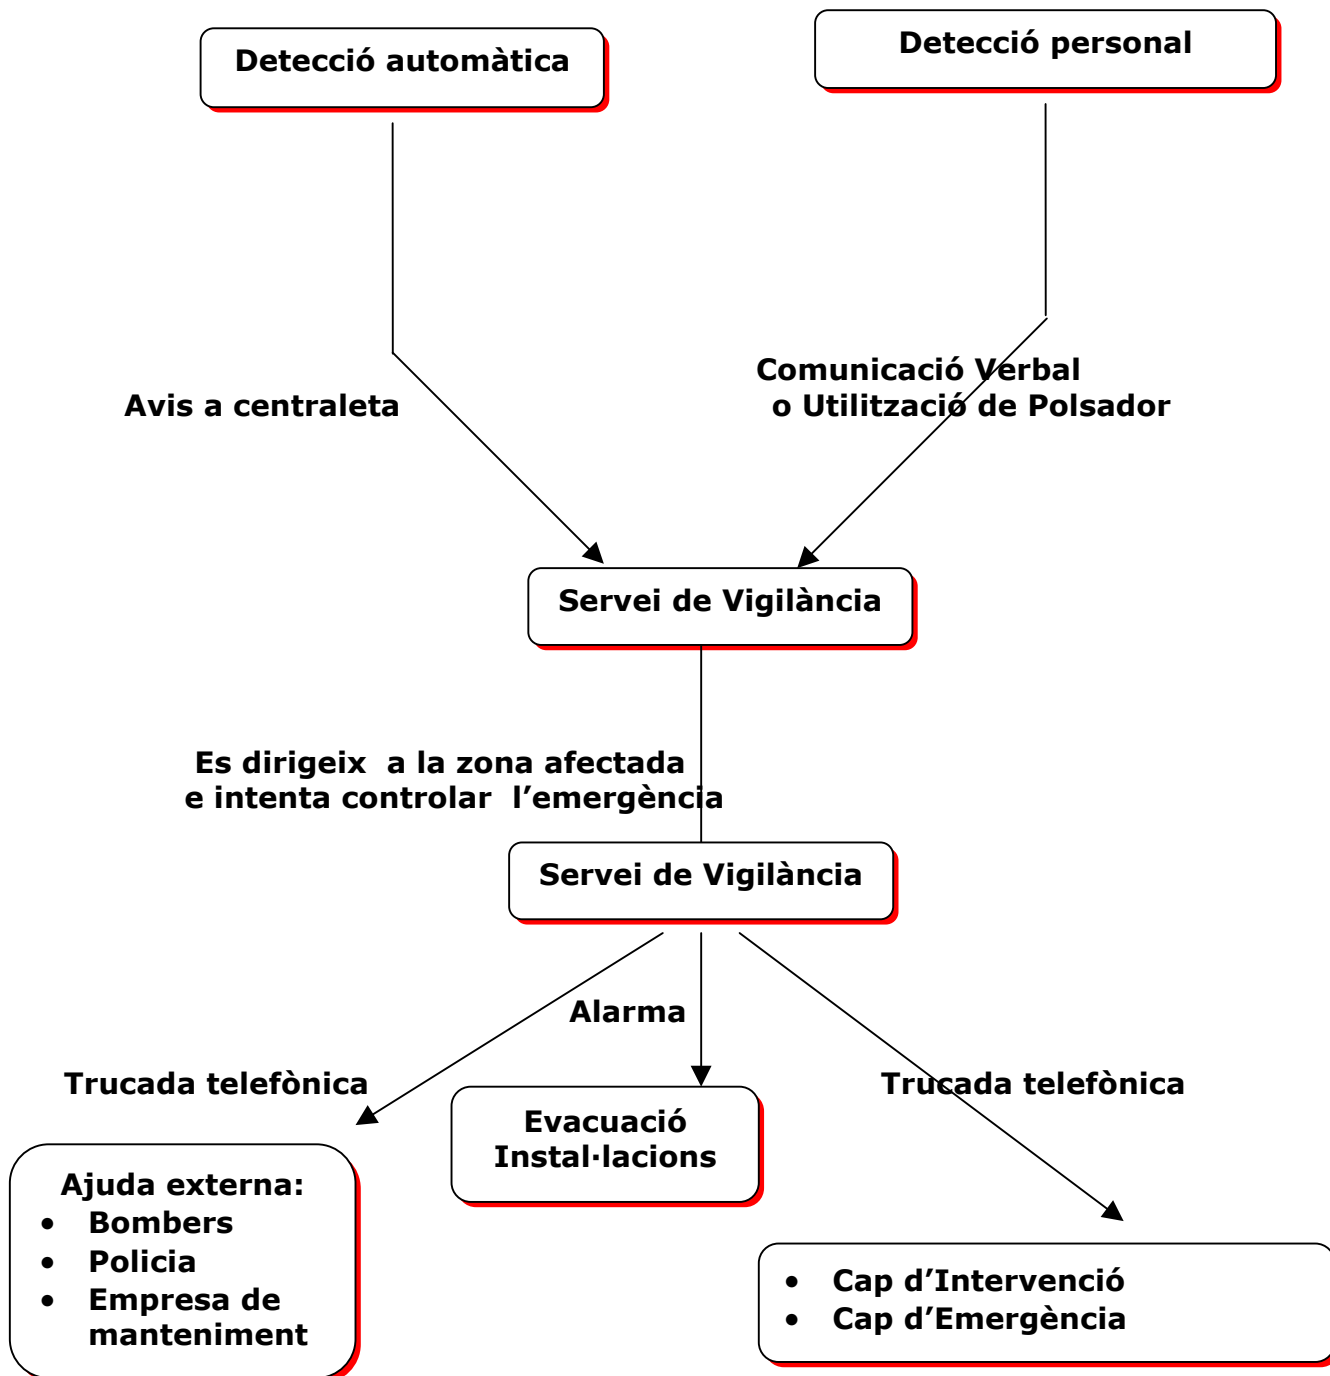 Detecció automàtica
Detecció personal
Avis a centraleta
Comunicació Verbal
o Utilització de Polsador
Servei de Vigilància
Es dirigeix a la zona afectada
e intenta controlar l’emergència
Servei de Vigilància
Alarma
Trucada telefònica
Trucada telefònica
Evacuació
Instal·lacions
Ajuda externa:
• Bombers
• Policia
• Empresa de
manteniment
• Cap d’Intervenció
• Cap d’Emergència